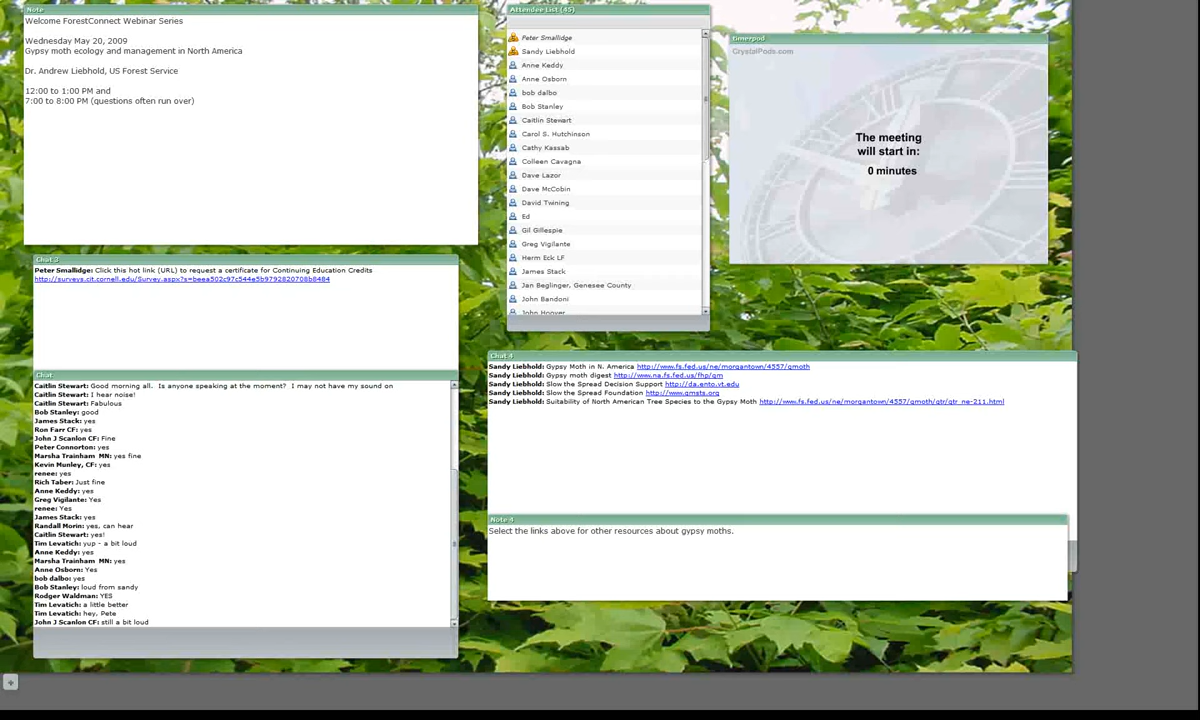 Note
Welcome ForestConnect Webinar Series
Wednesday May 20, 2009
Gypsy moth ecology and management in North America
Dr. Andrew Liebhold, US Forest Service
12:00 to 1:00 PM and
7:00 to 8:00 PM (questions often run over)
Attendee List (45)
Peter Smallidge
Sandy Liebhold
Anne Keddy
Anne Osborn
bob dalbo
Bob Stanley
Caitlin Stewart
Carol S. Hutchinson
Cathy Kassab
Colleen Cavagna
Dave Lazor
Dave McCobin
David Twining
Ed
Gil Gillespie
Greg Vigilante
Herm Eck LF
James Stack
Jan Beglinger, Genesee County
John Bandoni
John Hoover
timerpod
CrystalPods.com
The meeting
will start in:
0 minutes
Chat 3
Peter Smallidge: Click this hot link (URL) to request a certificate for Continuing Education Credits
http://surveys.cit.cornell.edu/Survey.aspx?s=beea502c97c544e5b9792820708b8484
Chat
Caitlin Stewart: Good morning all. Is anyone speaking at the moment? I may not have my sound on
Caitlin Stewart: I hear noise!
Caitlin Stewart: Fabulous
Bob Stanley: good
James Stack: yes
Ron Farr CF: yes
John J Scanlon CF: Fine
Peter Connorton: yes
Marsha Trainham MN: yes fine
Kevin Munley, CF: yes
renee: yes
Rich Taber: Just fine
Anne Keddy: yes
Greg Vigilante: Yes
renee: Yes
James Stack: yes
Randall Morin: yes, can hear
Caitlin Stewart: yes!
Tim Levatich: yup - a bit loud
Anne Keddy: yes
Marsha Trainham MN: yes
Anne Osborn: Yes
bob dalbo: yes
Bob Stanley: loud from sandy
Rodger Waldman: YES
Tim Levatich: a little better
Tim Levatich: hey, Pete
John J Scanlon CF: still a bit loud
Chat 4
Sandy Liebhold: Gypsy Moth in N. America http://www.fs.fed.us/ne/morgantown/4557/gmoth
Sandy Liebhold: Gypsy moth digest http://www.na.fs.fed.us/fhp/gm
Sandy Liebhold: Slow the Spread Decision Support http://da.ento.vt.edu
Sandy Liebhold: Slow the Spread Foundation http://www.gmsts.org
Sandy Liebhold: Suitability of North American Tree Species to the Gypsy Moth http://www.fs.fed.us/ne/morgantown/4557/gmoth/gtr/gtr_ne-211.html
Note 4
Select the links above for other resources about gypsy moths.